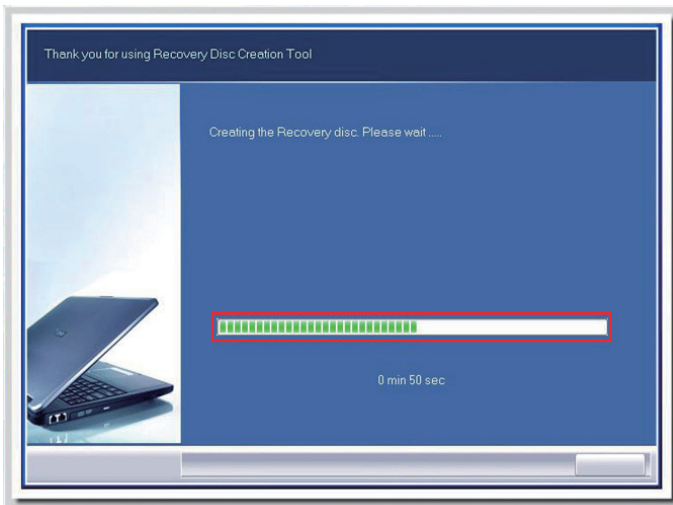 Thank you for using Recovery Disc Creation Tool
Creating the Recovery disc. Please wait .....
0 min 50 sec